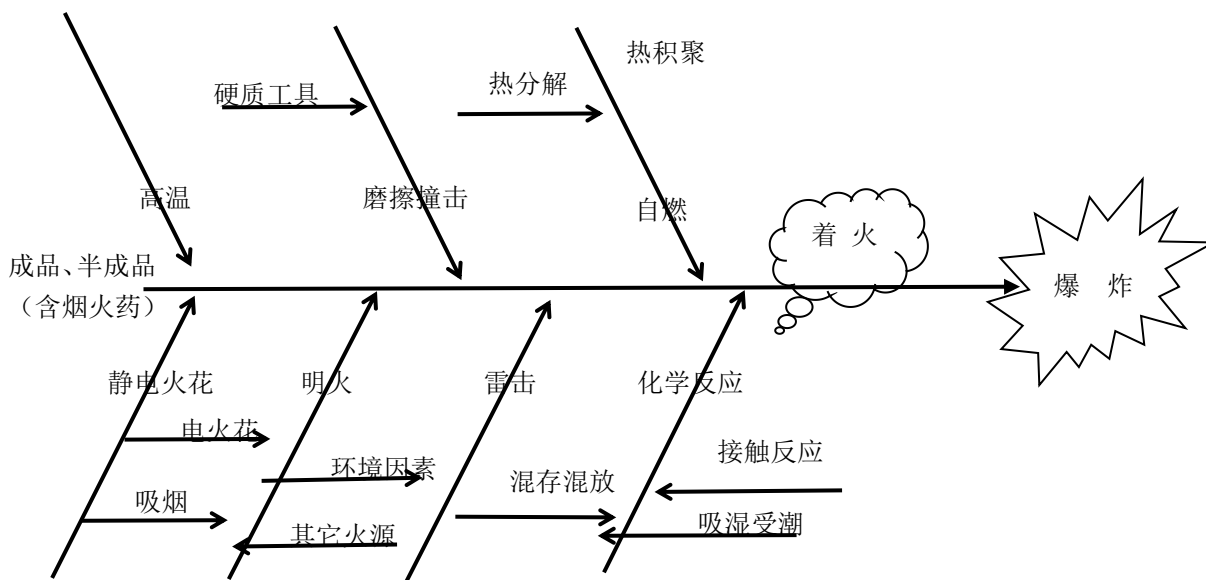 热积聚
热分解
硬质工具
高温
磨擦撞击
自燃
着 火
成品、半成品
（含烟火药）
爆 炸
静电火花
明火
雷击
化学反应
电火花
接触反应
环境因素
混存混放
吸烟
吸湿受潮
其它火源